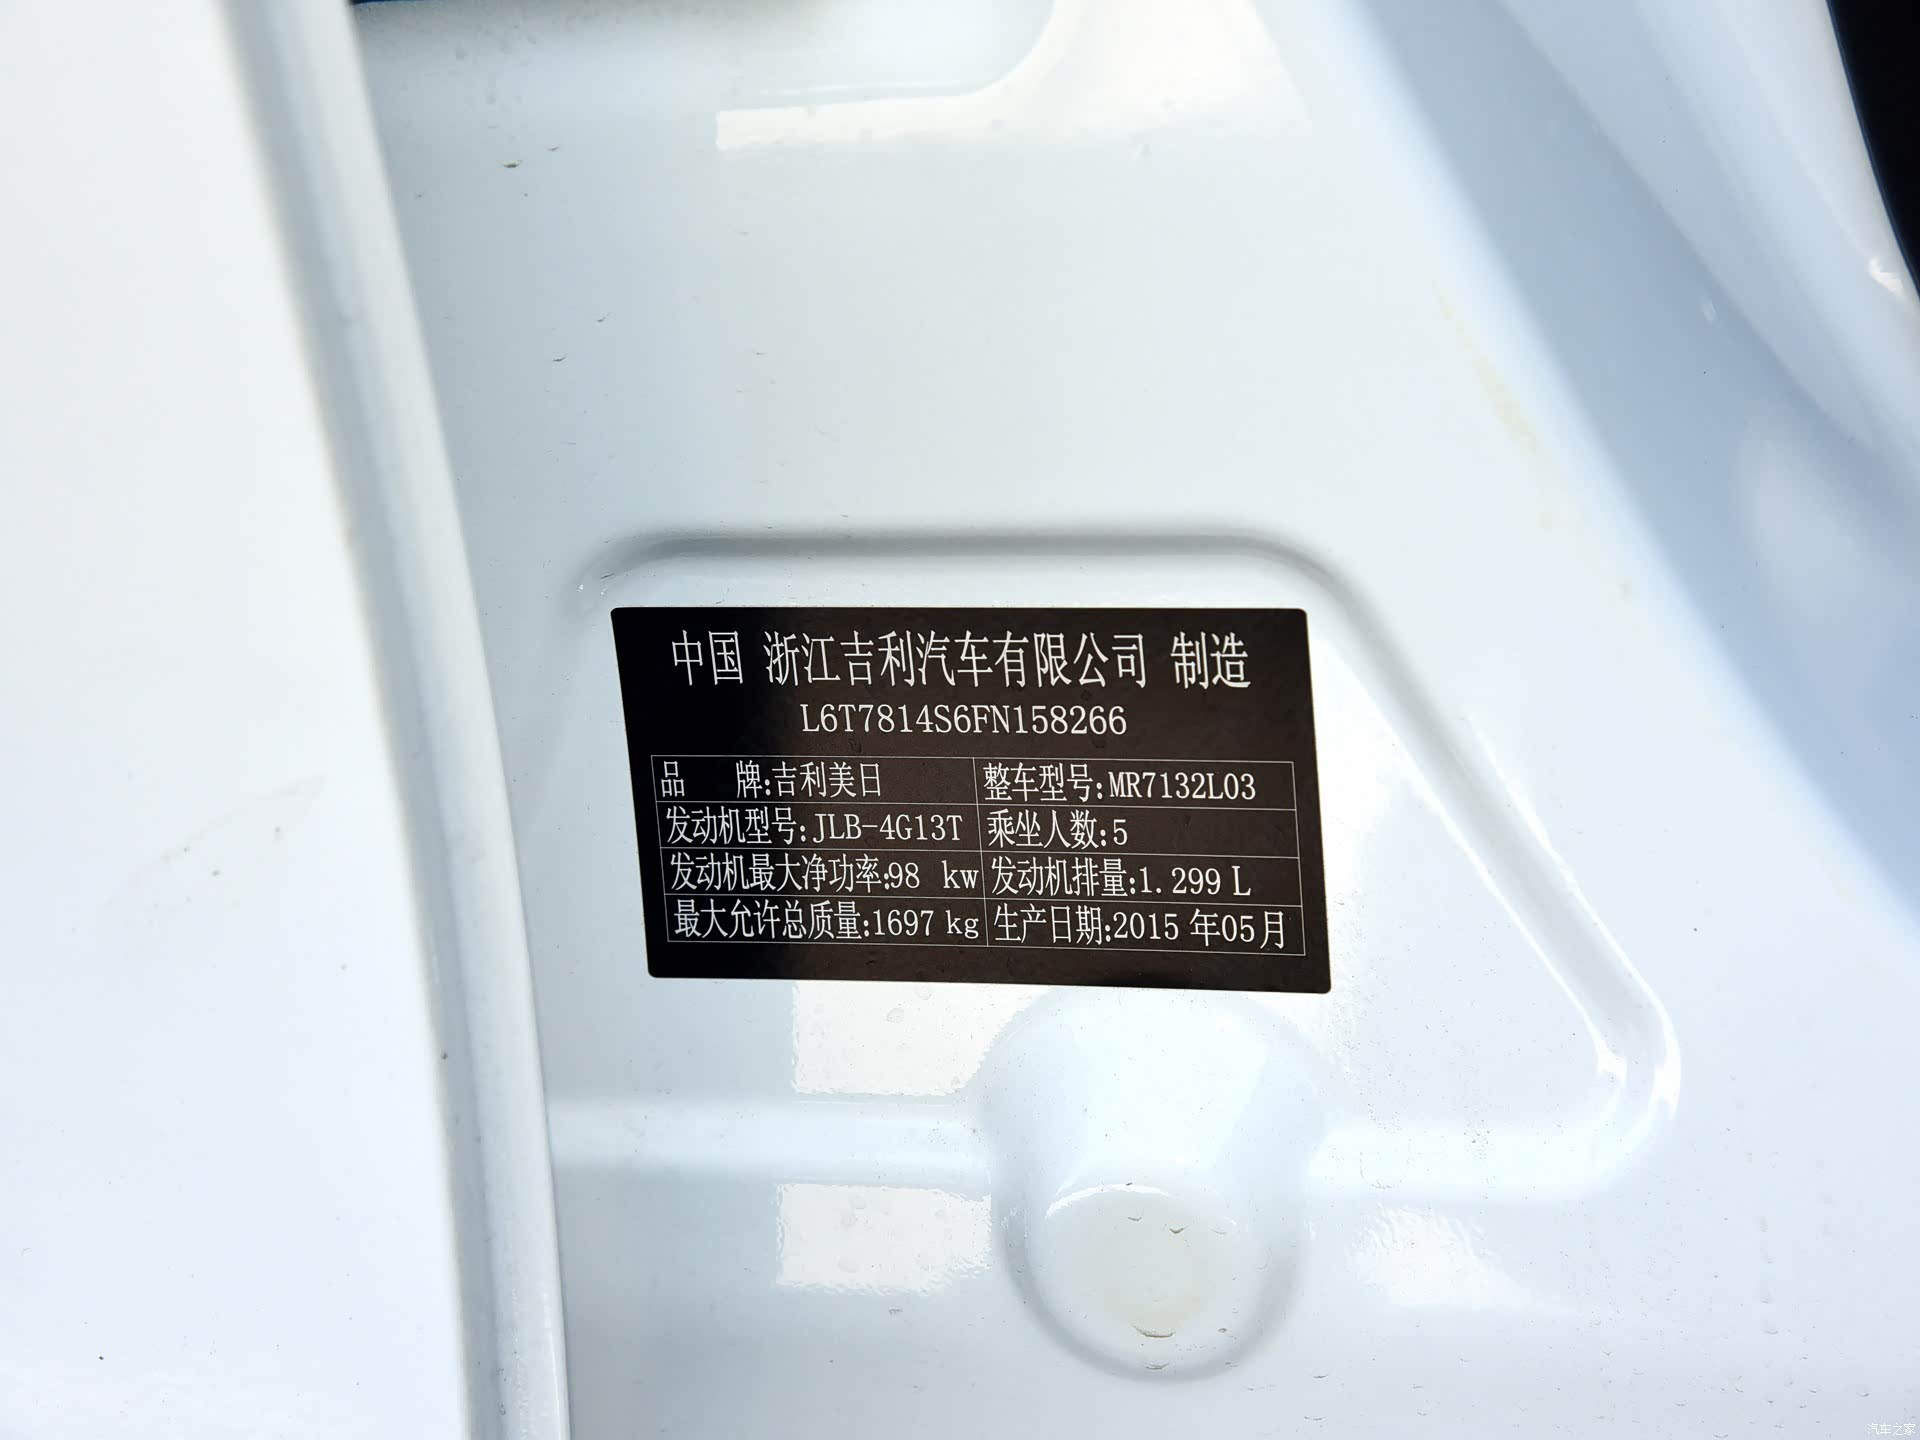 中国 浙江吉利汽车有限公司 制造
L6T7814S6FN158266
品 牌:吉利美日 整车型号:MR7132L03
发动机型号:JLB-4G13T 乘坐人数:5
发动机最大净功率:98 kw 发动机排量:1.299 L
最大允许总质量:1697 kg 生产日期:2015 年05月
汽车之家